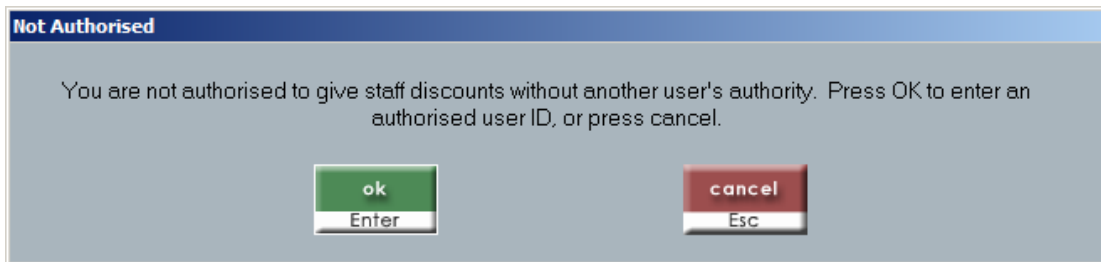 Not Authorised
You are not authorised to give staff discounts without another user's authority.  Press OK to enter an
authorised user ID, or press cancel.
ok
Enter
cancel
Esc